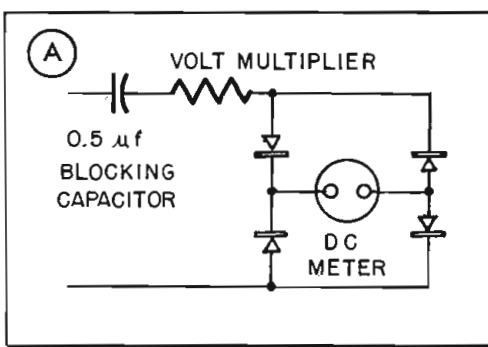 A
VOLT MULTIPLIER
0.5 μf
BLOCKING
CAPACITOR
DC
METER